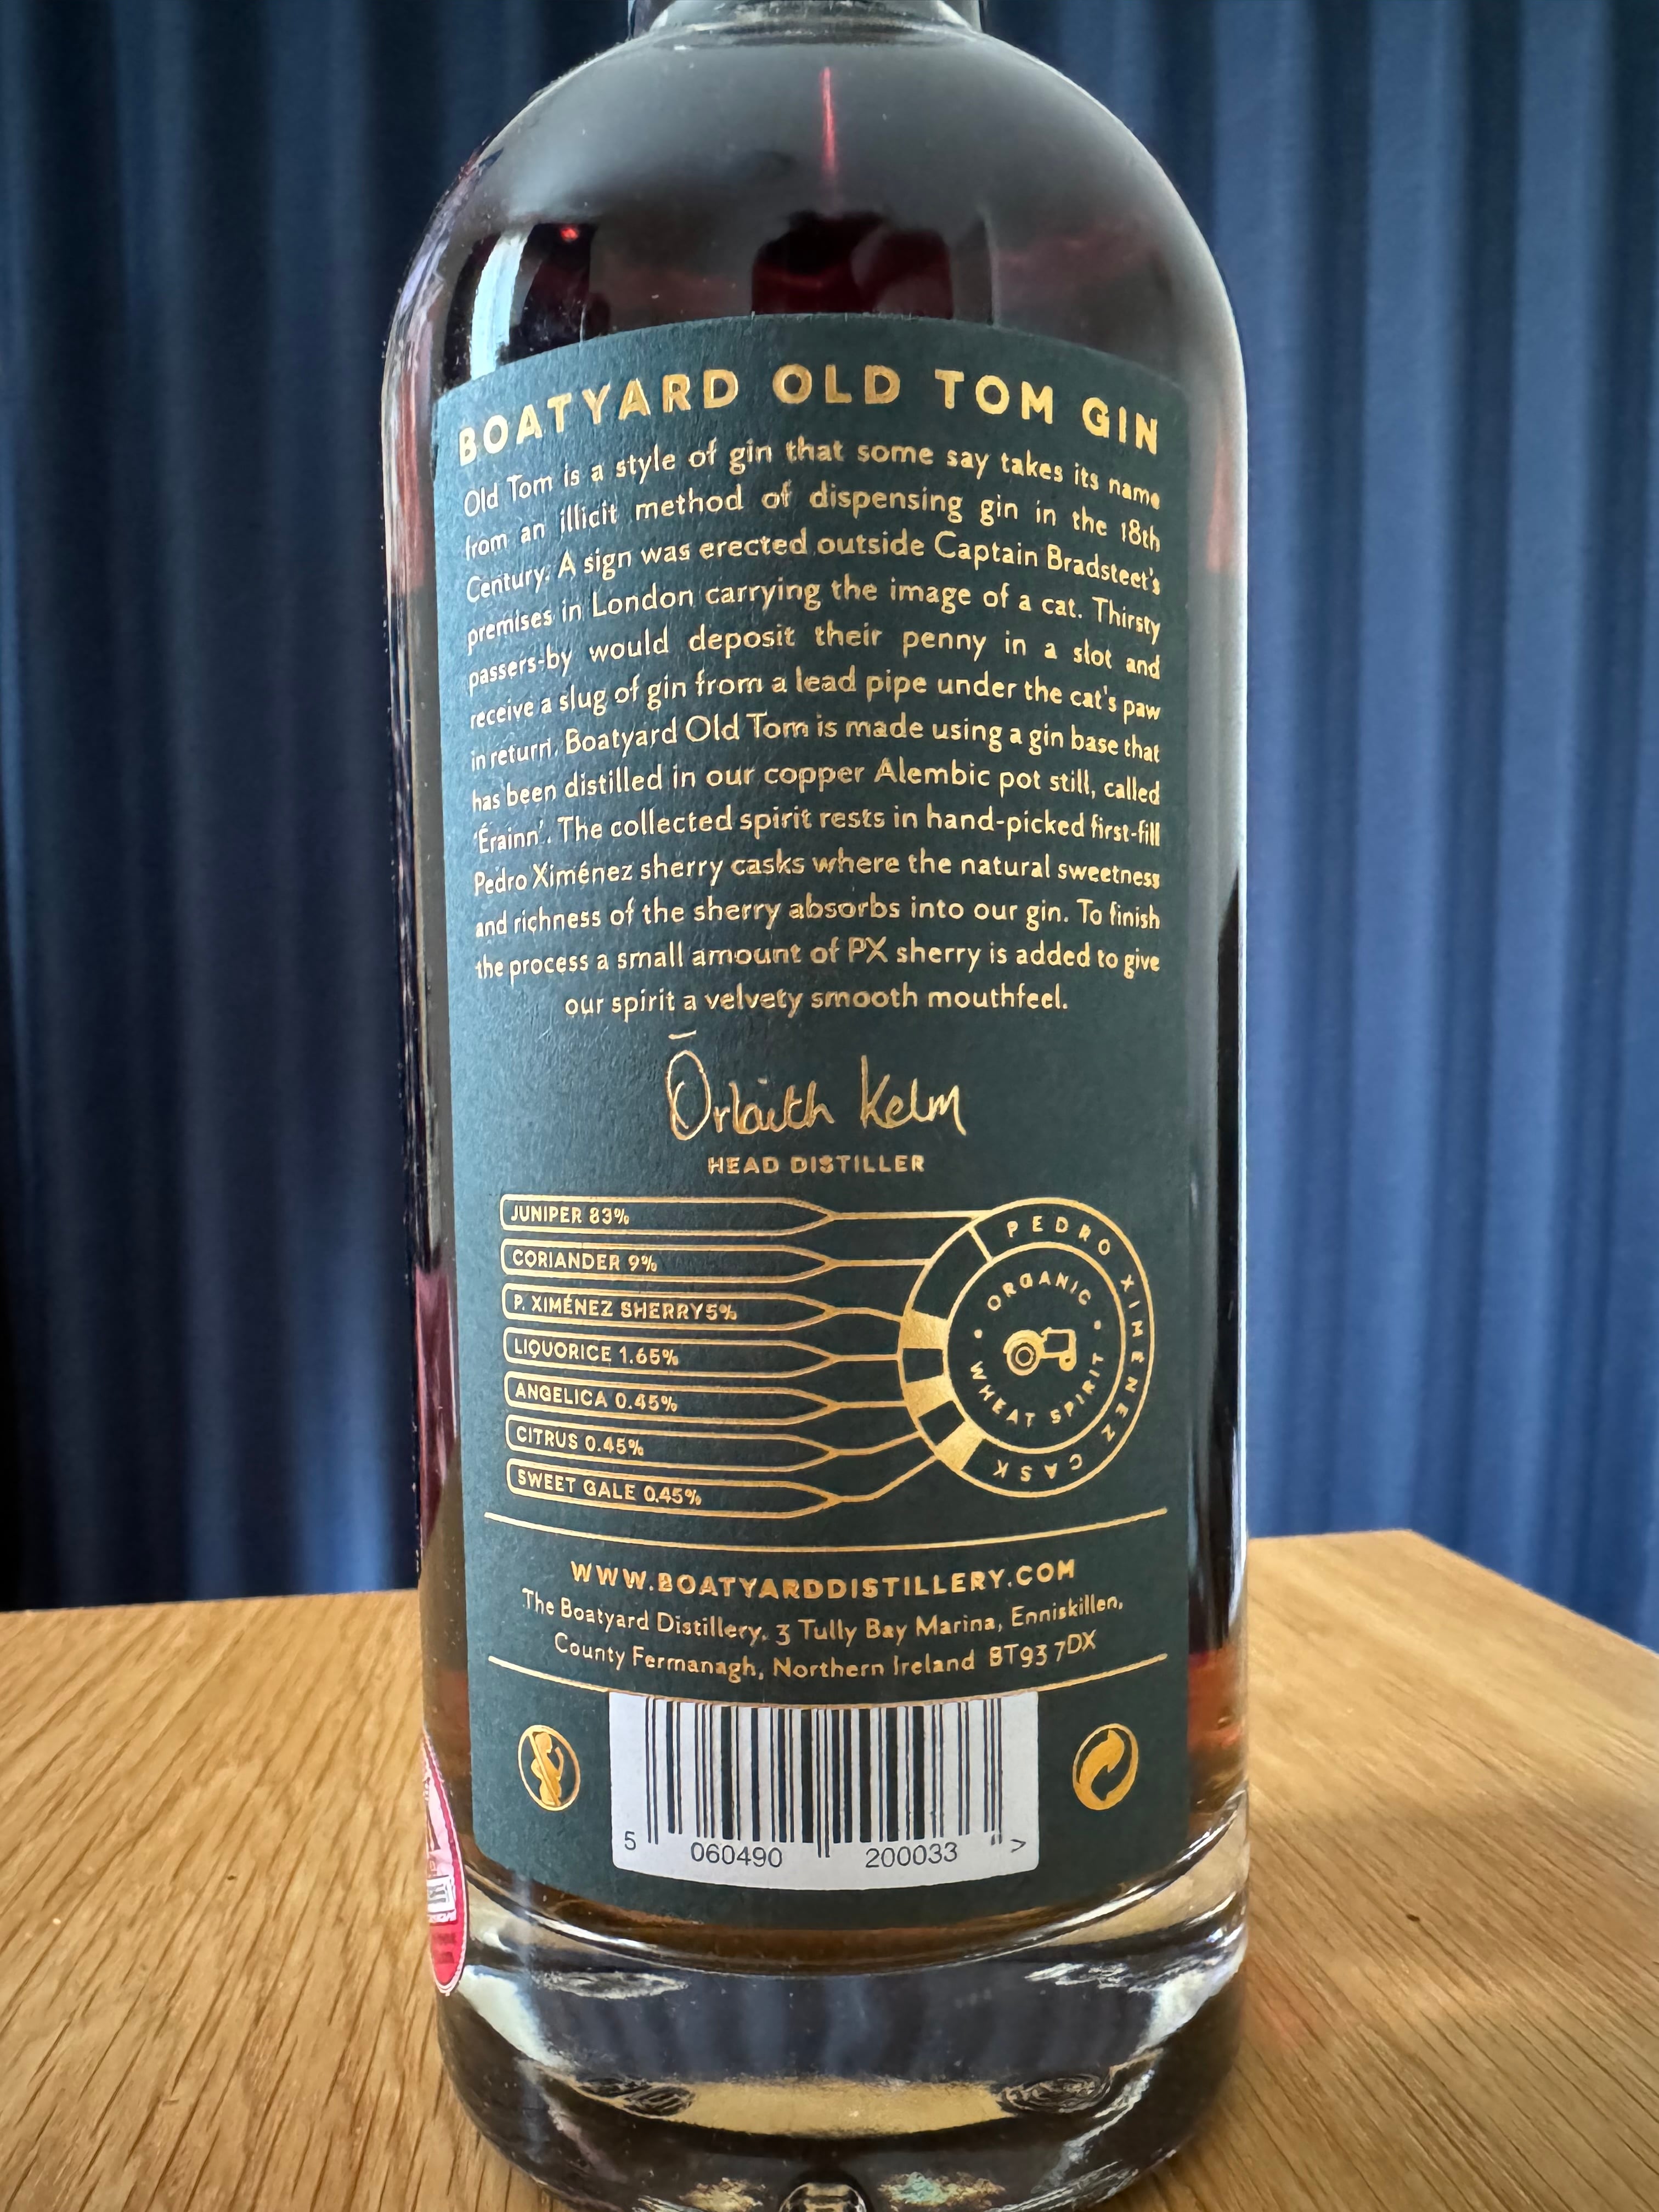 BOATYARD OLD TOM GIN
Old Tom is a style of gin that some say takes its name
from an illicit method of dispensing gin in the 18th
Century. A sign was erected outside Captain Bradsteet's
premises in London carrying the image of a cat. Thirsty
passers-by would deposit their penny in a slot and
receive a slug of gin from a lead pipe under the cat's paw
in return. Boatyard Old Tom is made using a gin base that
has been distilled in our copper Alembic pot still, called
'Érainn'. The collected spirit rests in hand-picked first-fill
Pedro Ximénez sherry casks where the natural sweetness
and richness of the sherry absorbs into our gin. To finish
the process a small amount of PX sherry is added to give
our spirit a velvety smooth mouthfeel.
Ōrlaith Kelm
HEAD DISTILLER
JUNIPER 83%
CORIANDER 9%
P. XIMÉNEZ SHERRY 5%
LIQUORICE 1.65%
ANGELICA 0.45%
CITRUS 0.45%
SWEET GALE 0.45%
PEDRO XIMÉNEZ CASK
ORGANIC
WHEAT SPIRIT
WWW.BOATYARDDISTILLERY.COM
The Boatyard Distillery, 3 Tully Bay Marina, Enniskillen,
County Fermanagh, Northern Ireland BT93 7DX
5 060490 200033 >